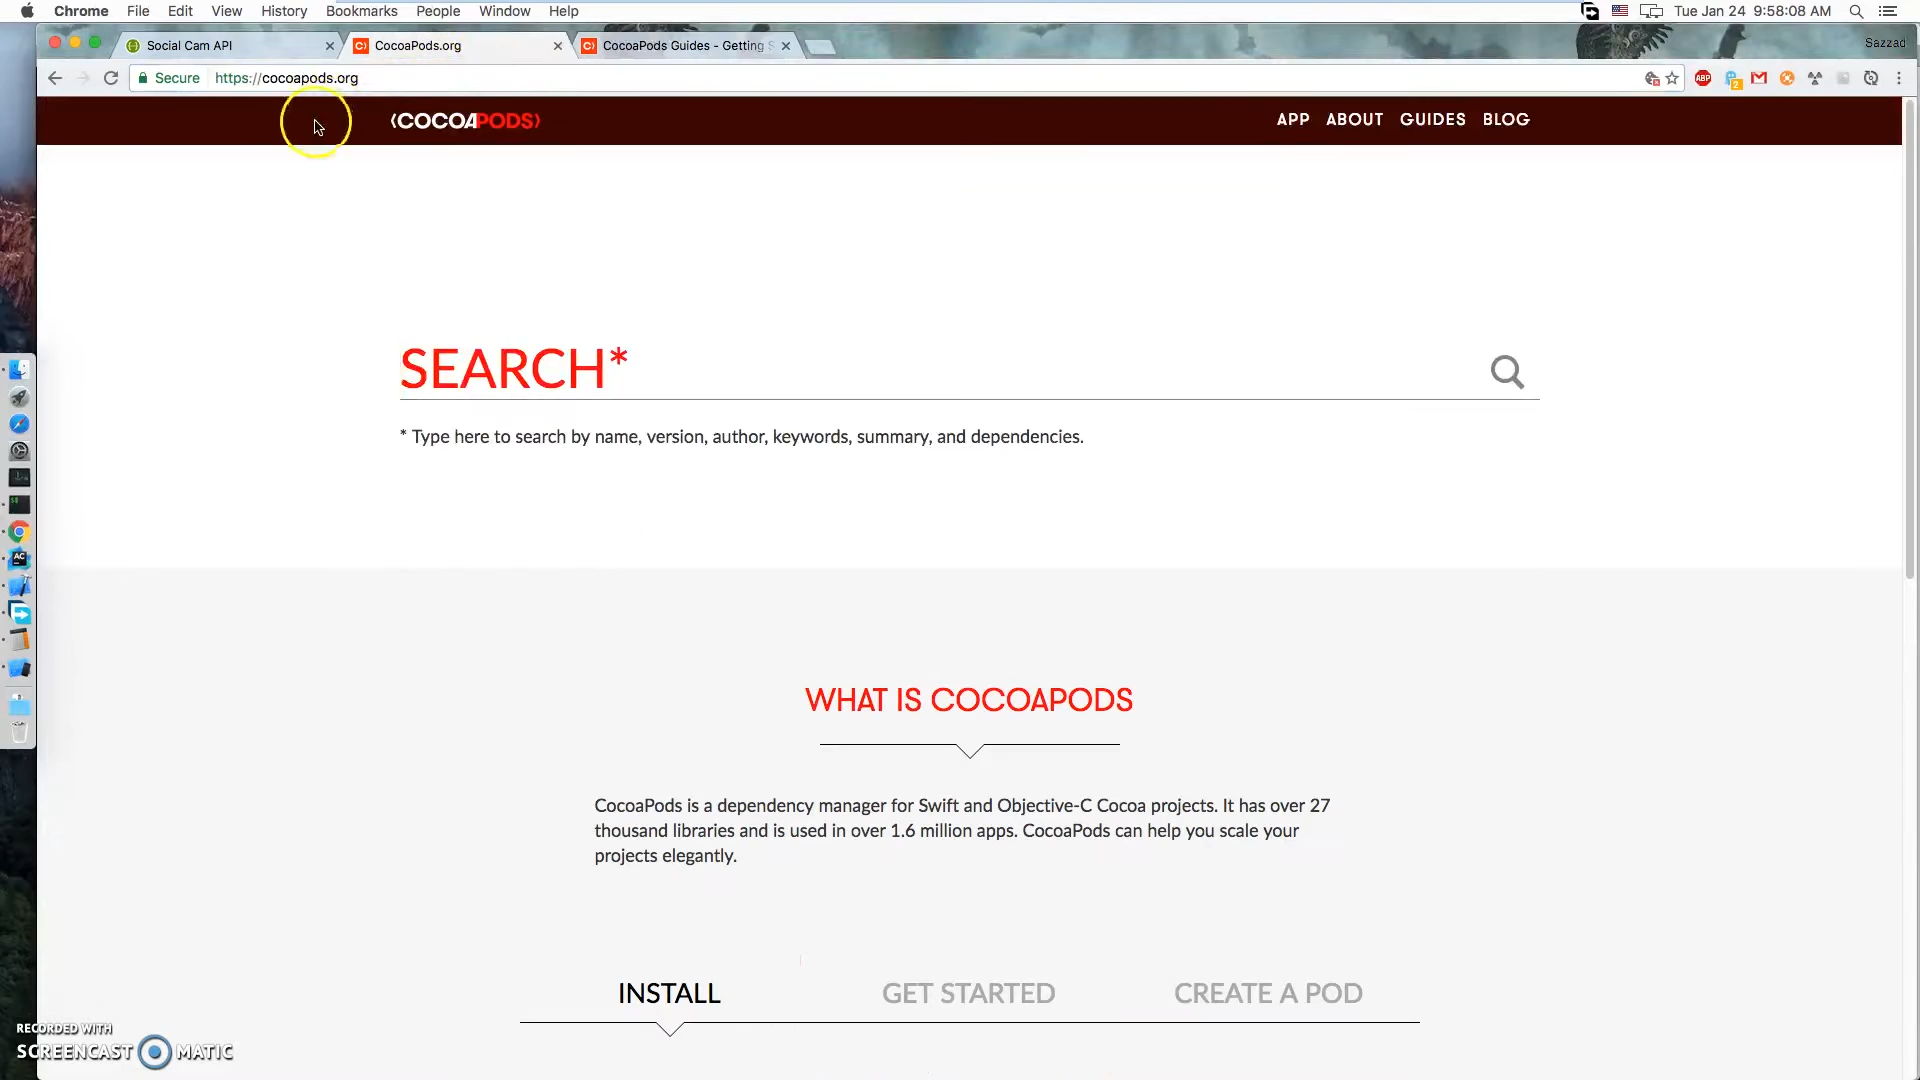 Chrome File Edit View History Bookmarks People Window Help Tue Jan 24 9:58:08 AM
Social Cam API CocoaPods.org CocoaPods Guides - Getting S Sazzad
Secure https://cocoapods.org ABP 2
COCOAPODS APP ABOUT GUIDES BLOG
SEARCH*
* Type here to search by name, version, author, keywords, summary, and dependencies.
AC
WHAT IS COCOAPODS
CocoaPods is a dependency manager for Swift and Objective-C Cocoa projects. It has over 27
thousand libraries and is used in over 1.6 million apps. CocoaPods can help you scale your
projects elegantly.
INSTALL GET STARTED CREATE A POD
RECORDED WITH
SCREENCAST MATIC